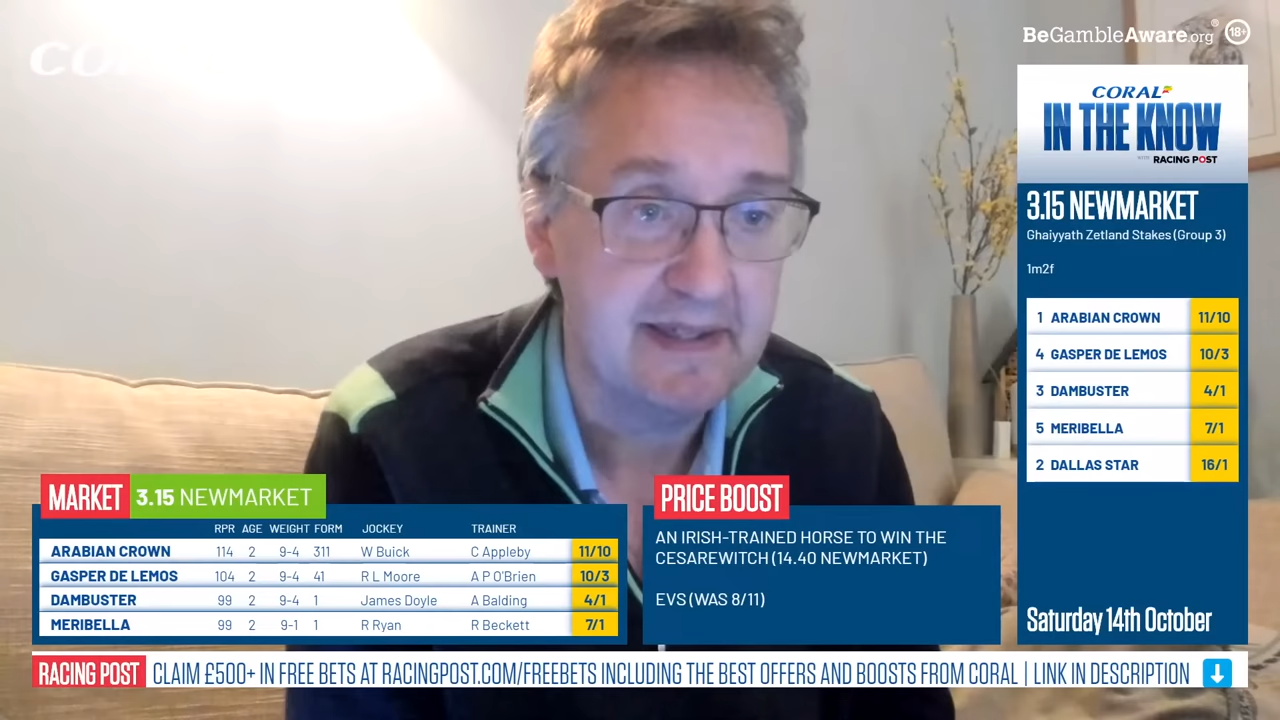 BeGambleAware.org® 18+
CORAL
IN THE KNOW
WITH RACING POST
3.15 NEWMARKET
Ghaiyyath Zetland Stakes (Group 3)
1m2f
1 ARABIAN CROWN 11/10
4 GASPER DE LEMOS 10/3
3 DAMBUSTER 4/1
5 MERIBELLA 7/1
2 DALLAS STAR 16/1
Saturday 14th October
MARKET 3.15 NEWMARKET
RPR AGE WEIGHT FORM JOCKEY TRAINER
ARABIAN CROWN 114 2 9-4 311 W Buick C Appleby 11/10
GASPER DE LEMOS 104 2 9-4 41 R L Moore A P O'Brien 10/3
DAMBUSTER 99 2 9-4 1 James Doyle A Balding 4/1
MERIBELLA 99 2 9-1 1 R Ryan R Beckett 7/1
PRICE BOOST
AN IRISH-TRAINED HORSE TO WIN THE
CESAREWITCH (14.40 NEWMARKET)
EVS (WAS 8/11)
RACING POST CLAIM £500+ IN FREE BETS AT RACINGPOST.COM/FREEBETS INCLUDING THE BEST OFFERS AND BOOSTS FROM CORAL | LINK IN DESCRIPTION